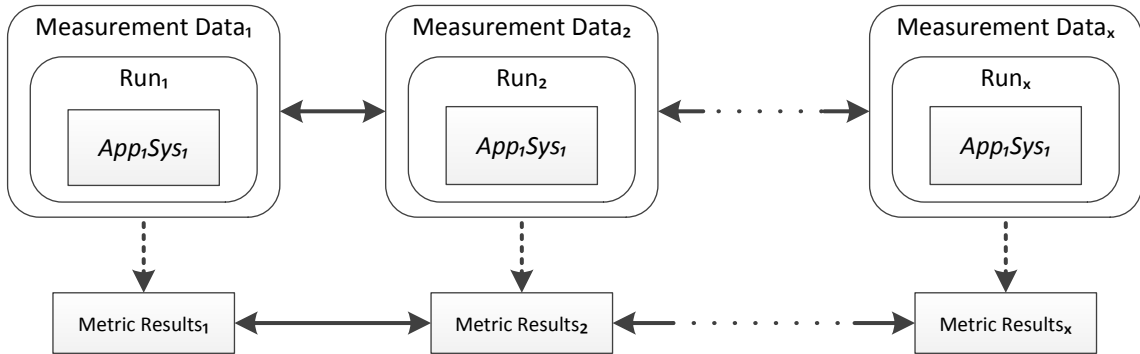 Measurement Data₁
Measurement Data₂
Measurement Dataₓ
Run₁
Run₂
Runₓ
App₁Sys₁
App₁Sys₁
App₁Sys₁
Metric Results₁
Metric Results₂
Metric Resultsₓ